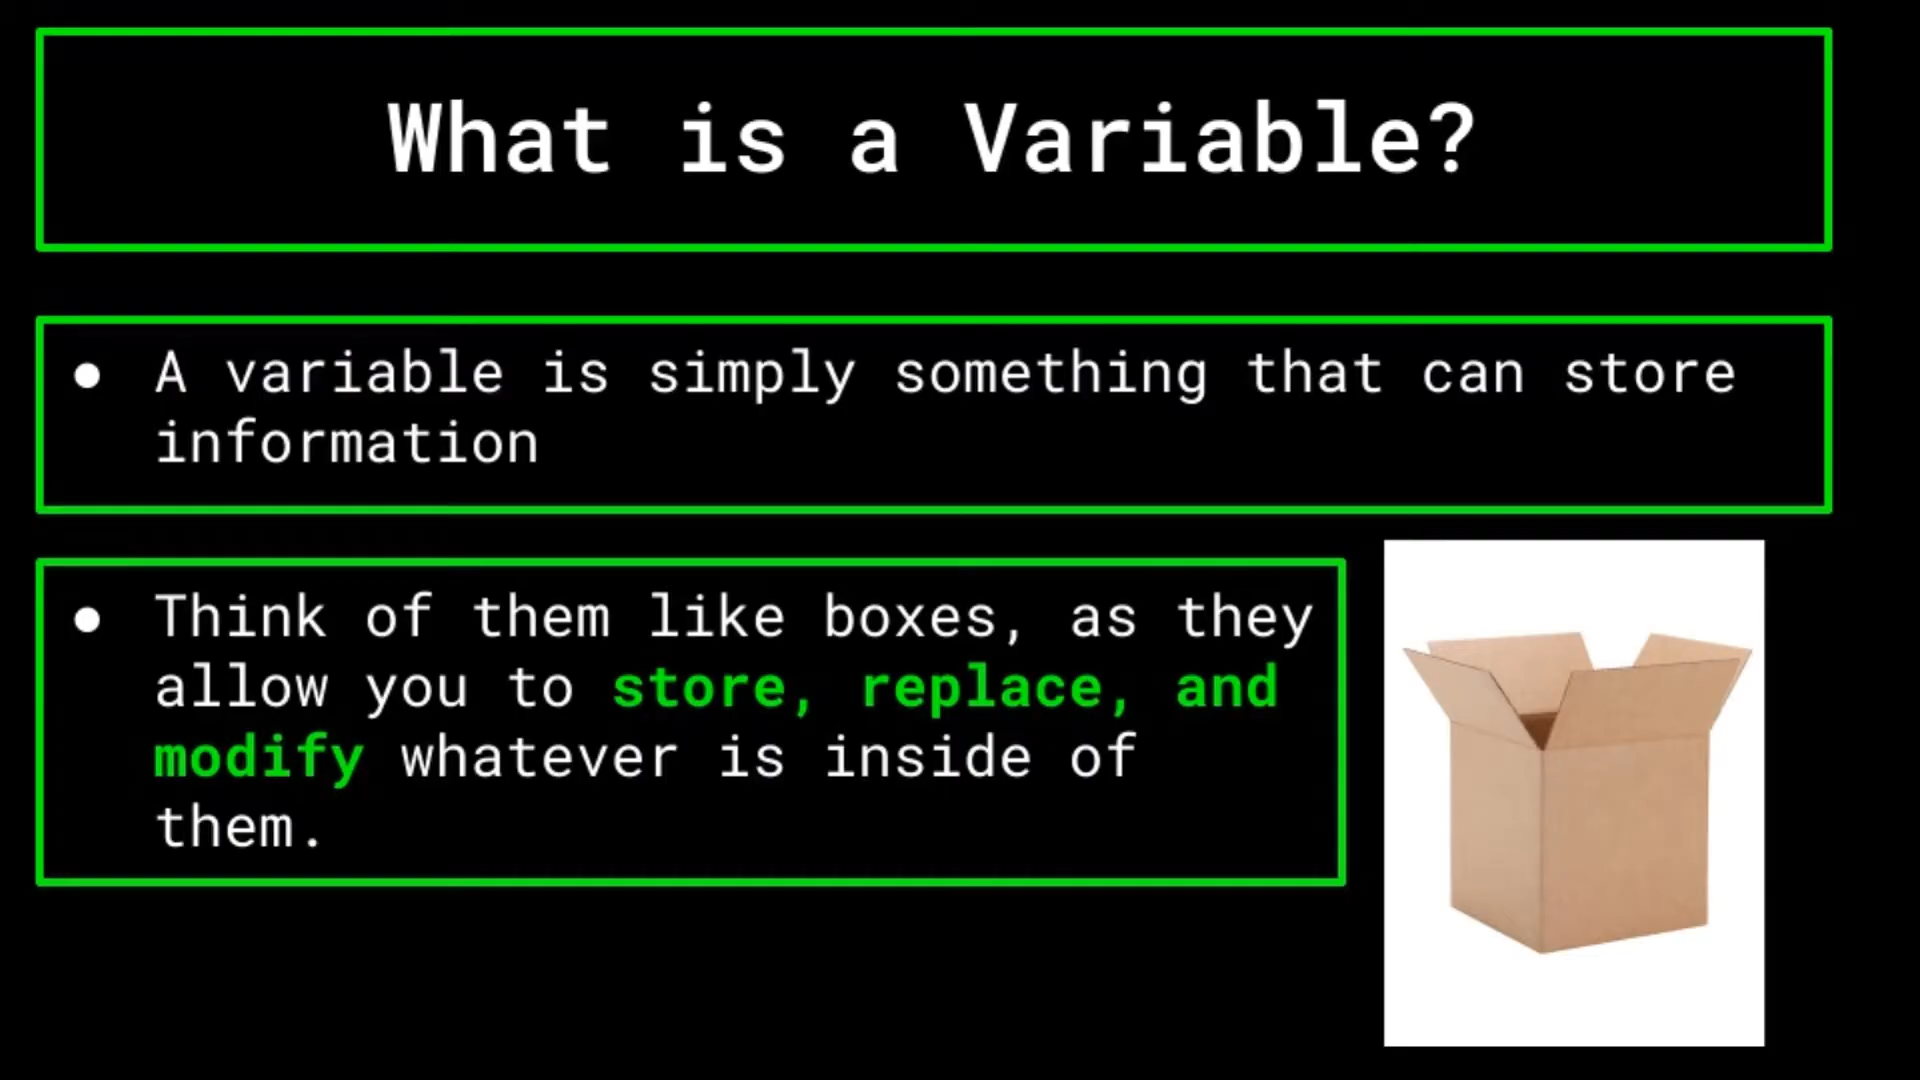 What is a Variable?
● A variable is simply something that can store
information
● Think of them like boxes, as they
allow you to store, replace, and
modify whatever is inside of
them.